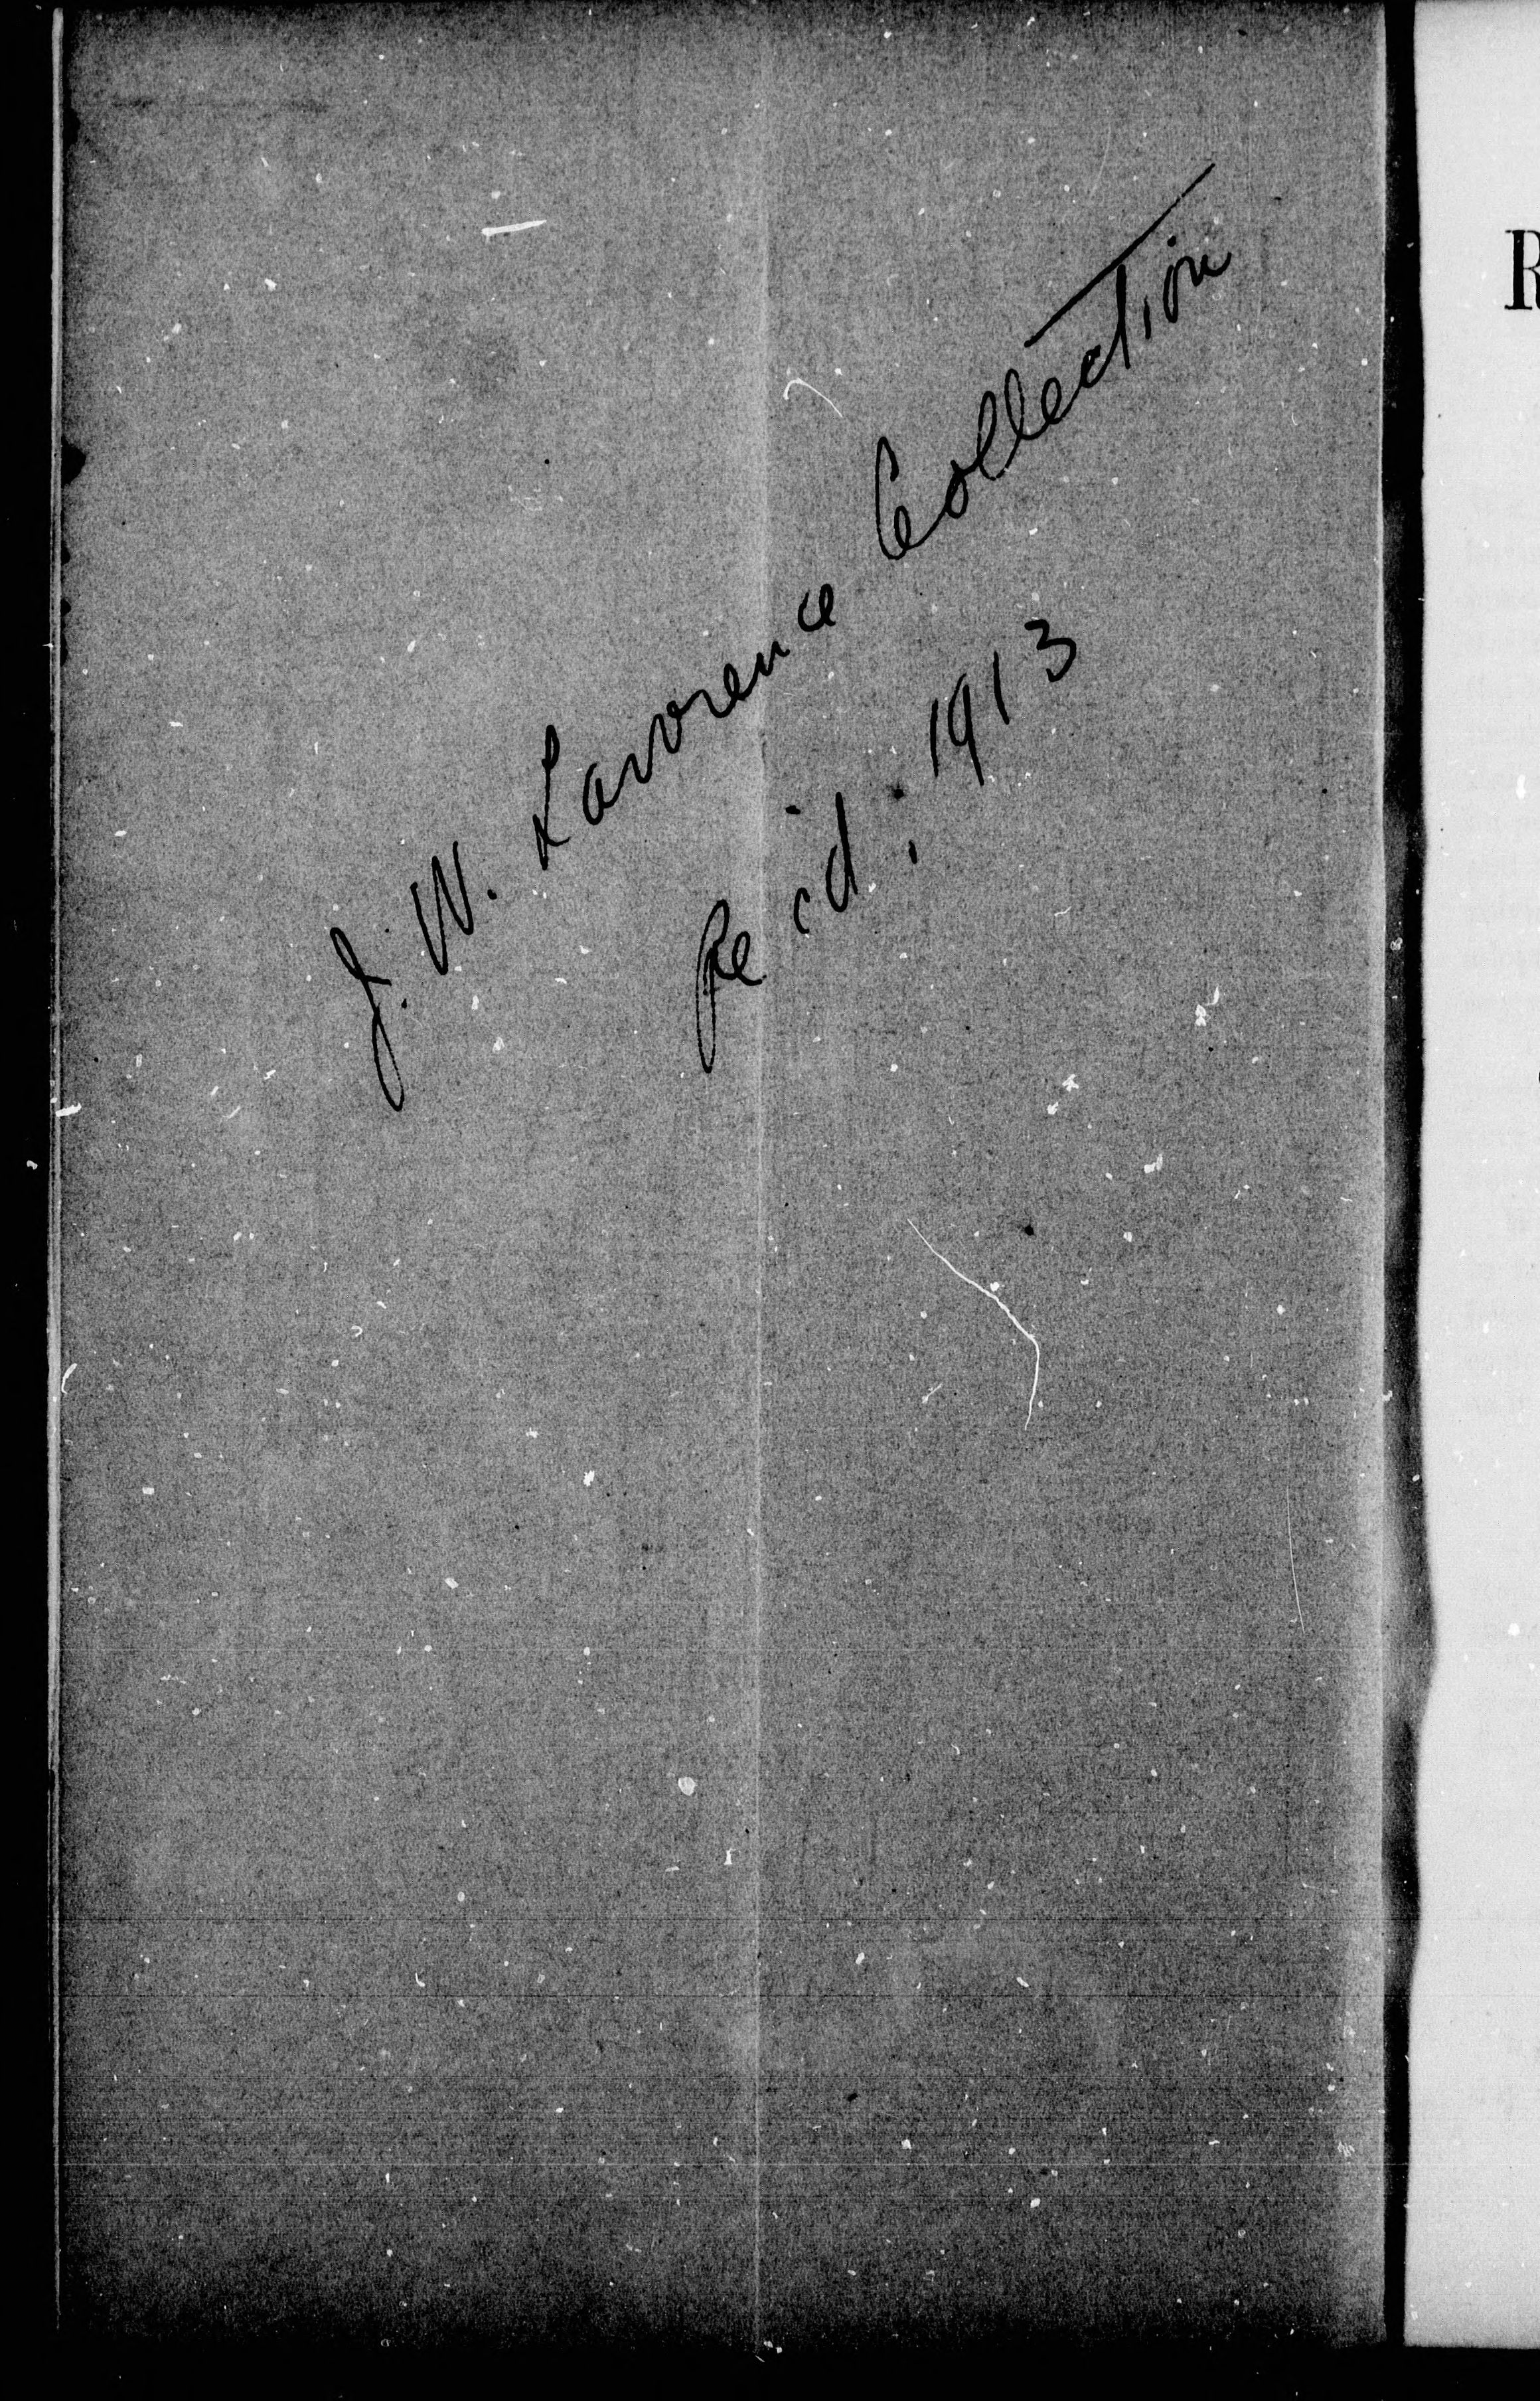 J. W. Lawrence Collection
Rec'd: 1913
R